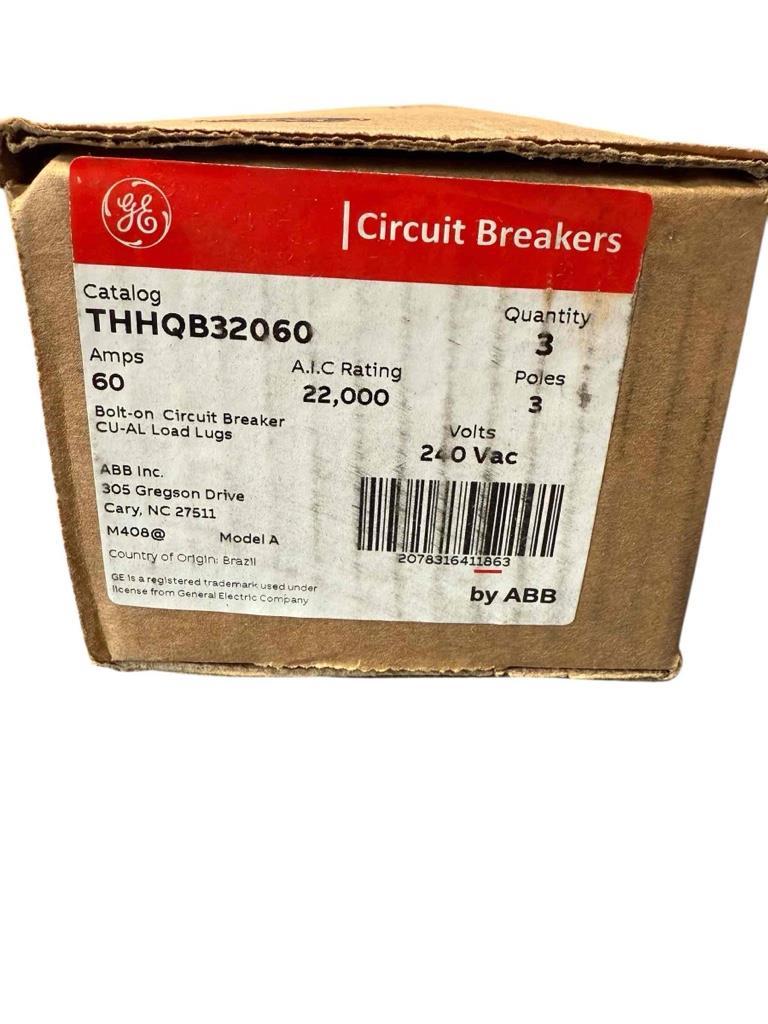 GE
Circuit Breakers
Catalog
THHQB32060
Quantity
3
Amps
60
A.I.C Rating
22,000
Poles
3
Bolt-on Circuit Breaker
CU-AL Load Lugs
Volts
240 Vac
ABB Inc.
305 Gregson Drive
Cary, NC 27511
M408@ Model A
Country of Origin: Brazil
2078316411863
GE is a registered trademark used under
license from General Electric Company
by ABB